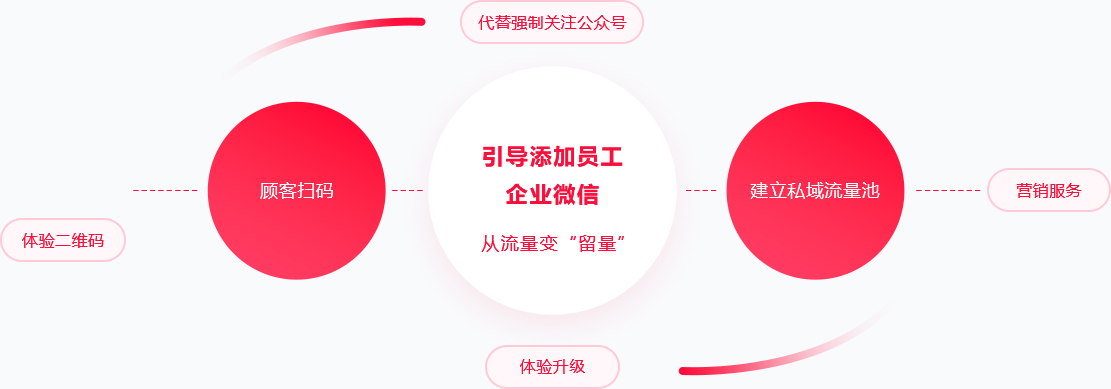 代替强制关注公众号
引导添加员工
企业微信
从流量变“留量”
顾客扫码
建立私域流量池
营销服务
体验二维码
体验升级